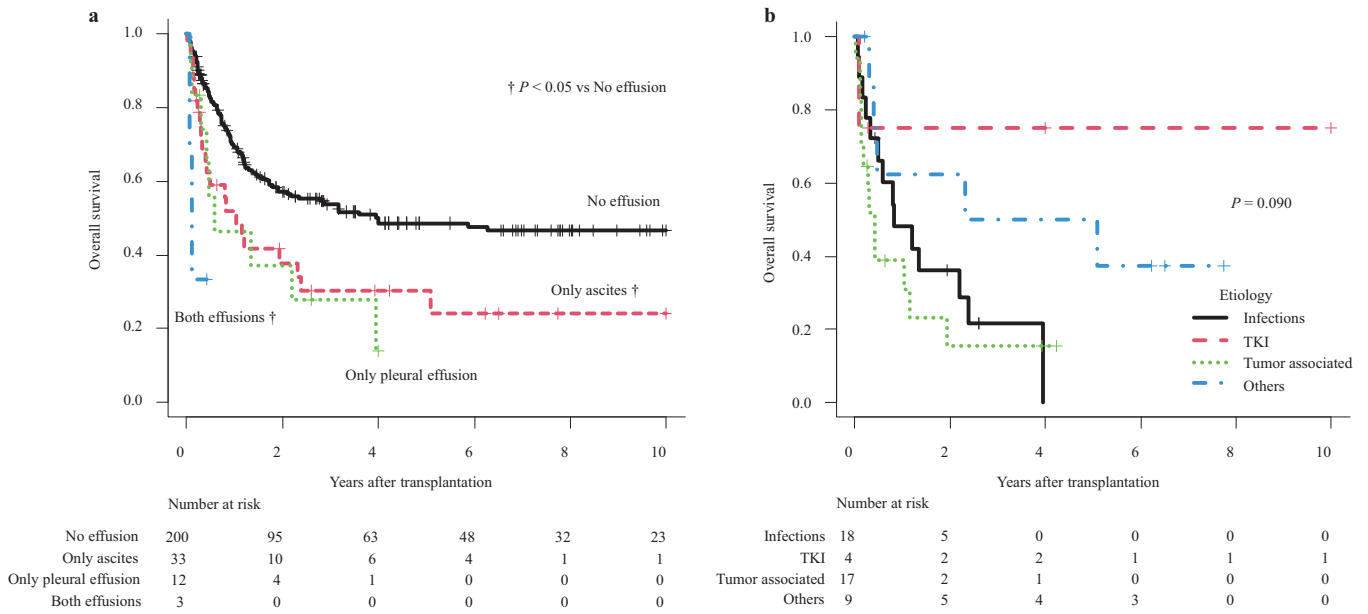 a
Overall survival
1.0
0.8
0.6
0.4
0.2
0.0
† P < 0.05 vs No effusion
No effusion
Only ascites †
Both effusions †
Only pleural effusion
0 2 4 6 8 10
Years after transplantation
Number at risk
No effusion 200 95 63 48 32 23
Only ascites 33 10 6 4 1 1
Only pleural effusion 12 4 1 0 0 0
Both effusions 3 0 0 0 0 0
b
Overall survival
1.0
0.8
0.6
0.4
0.2
0.0
P = 0.090
Etiology
Infections
TKI
Tumor associated
Others
0 2 4 6 8 10
Years after transplantation
Number at risk
Infections 18 5 0 0 0 0
TKI 4 2 2 1 1 1
Tumor associated 17 2 1 0 0 0
Others 9 5 4 3 0 0